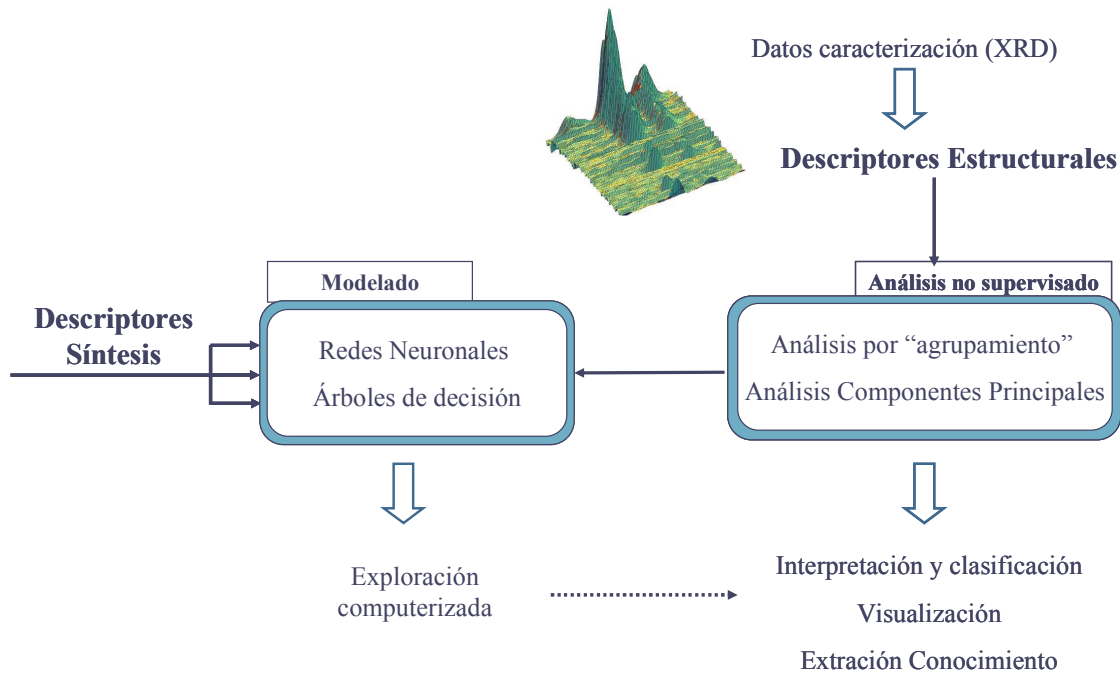 Datos caracterización (XRD)
Descriptores Estructurales
Modelado
Análisis no supervisado
Descriptores
Síntesis
Redes Neuronales
Árboles de decisión
Análisis por “agrupamiento”
Análisis Componentes Principales
Exploración
computerizada
Interpretación y clasificación
Visualización
Extracción Conocimiento